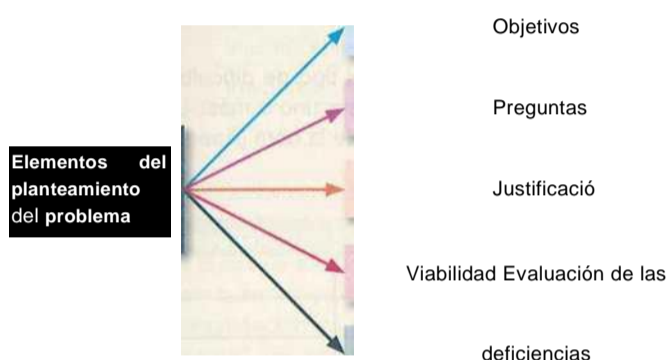 Objetivos
Preguntas
Elementos del
planteamiento
del problema
Justificació
Viabilidad Evaluación de las
deficiencias